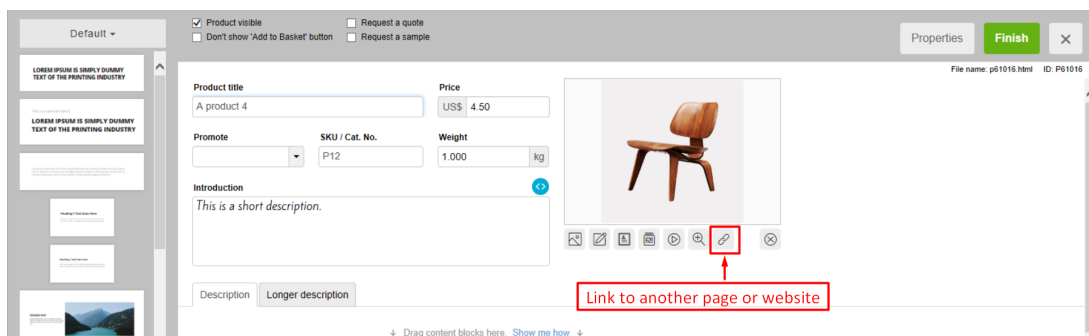 Default
Product visible
Request a quote
Don't show 'Add to Basket' button
Request a sample
Properties
Finish
File name: p61016.html ID: P61016
LOREM IPSUM IS SIMPLY DUMMY
TEXT OF THE PRINTING INDUSTRY
LOREM IPSUM IS SIMPLY DUMMY
TEXT OF THE PRINTING INDUSTRY
Product title
A product 4
Price
US$ 4.50
Promote
SKU / Cat. No.
P12
Weight
1.000 kg
Introduction
This is a short description.
Link to another page or website
Description
Longer description
Drag content blocks here. Show me how